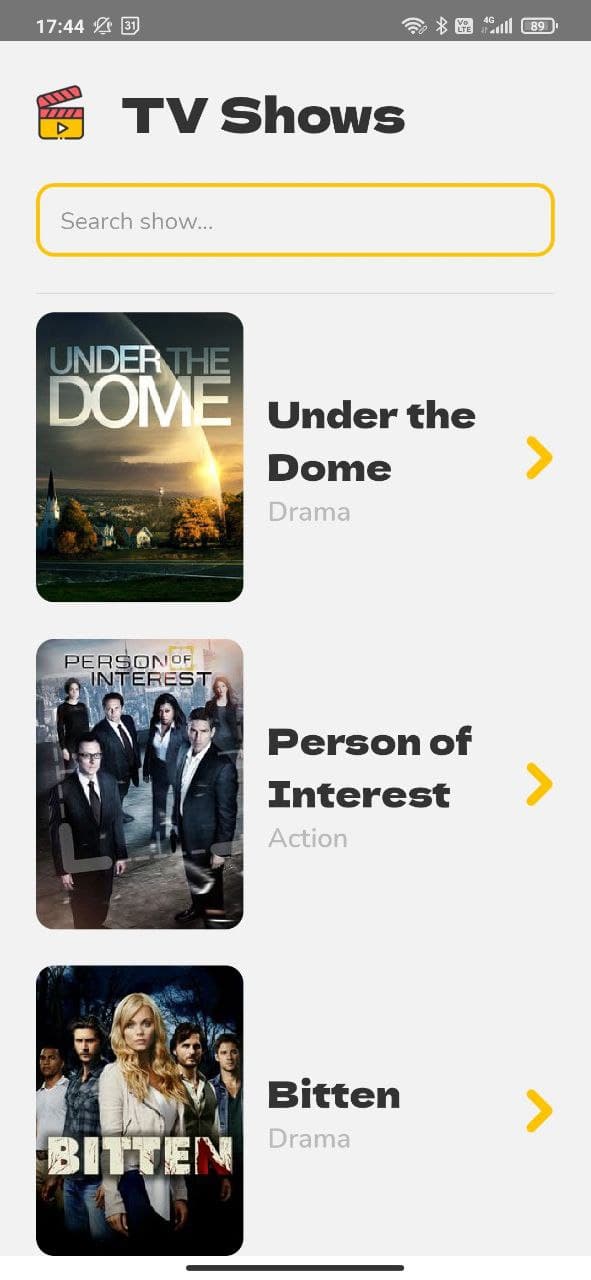 17:44 31 Vo LTE 4G 89
TV Shows
Search show...
UNDER THE
DOME
Under the
Dome
Drama
PERSON OF
INTEREST
Person of
Interest
Action
BITTEN
Bitten
Drama